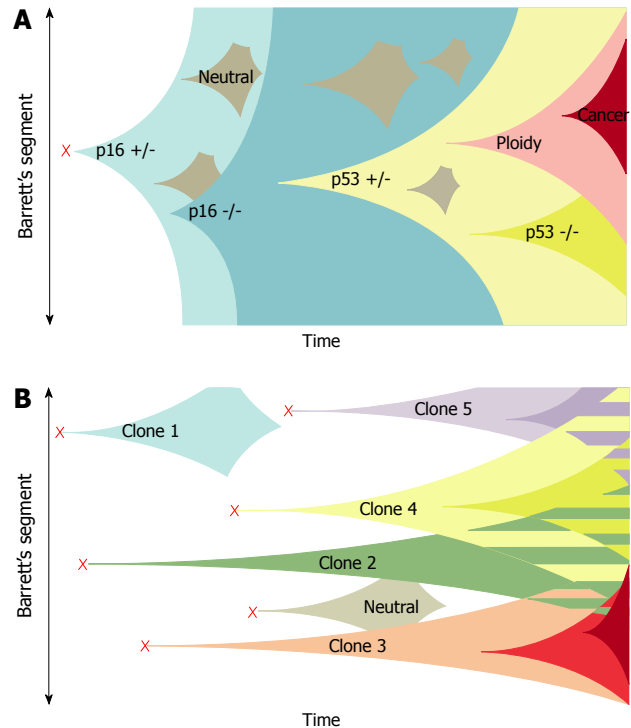 A
Neutral
Cancer
Ploidy
p16 +/-
p53 +/-
p16 -/-
p53 -/-
Barrett's segment
Time
B
Clone 5
Clone 1
Clone 4
Clone 2
Neutral
Clone 3
Barrett's segment
Time